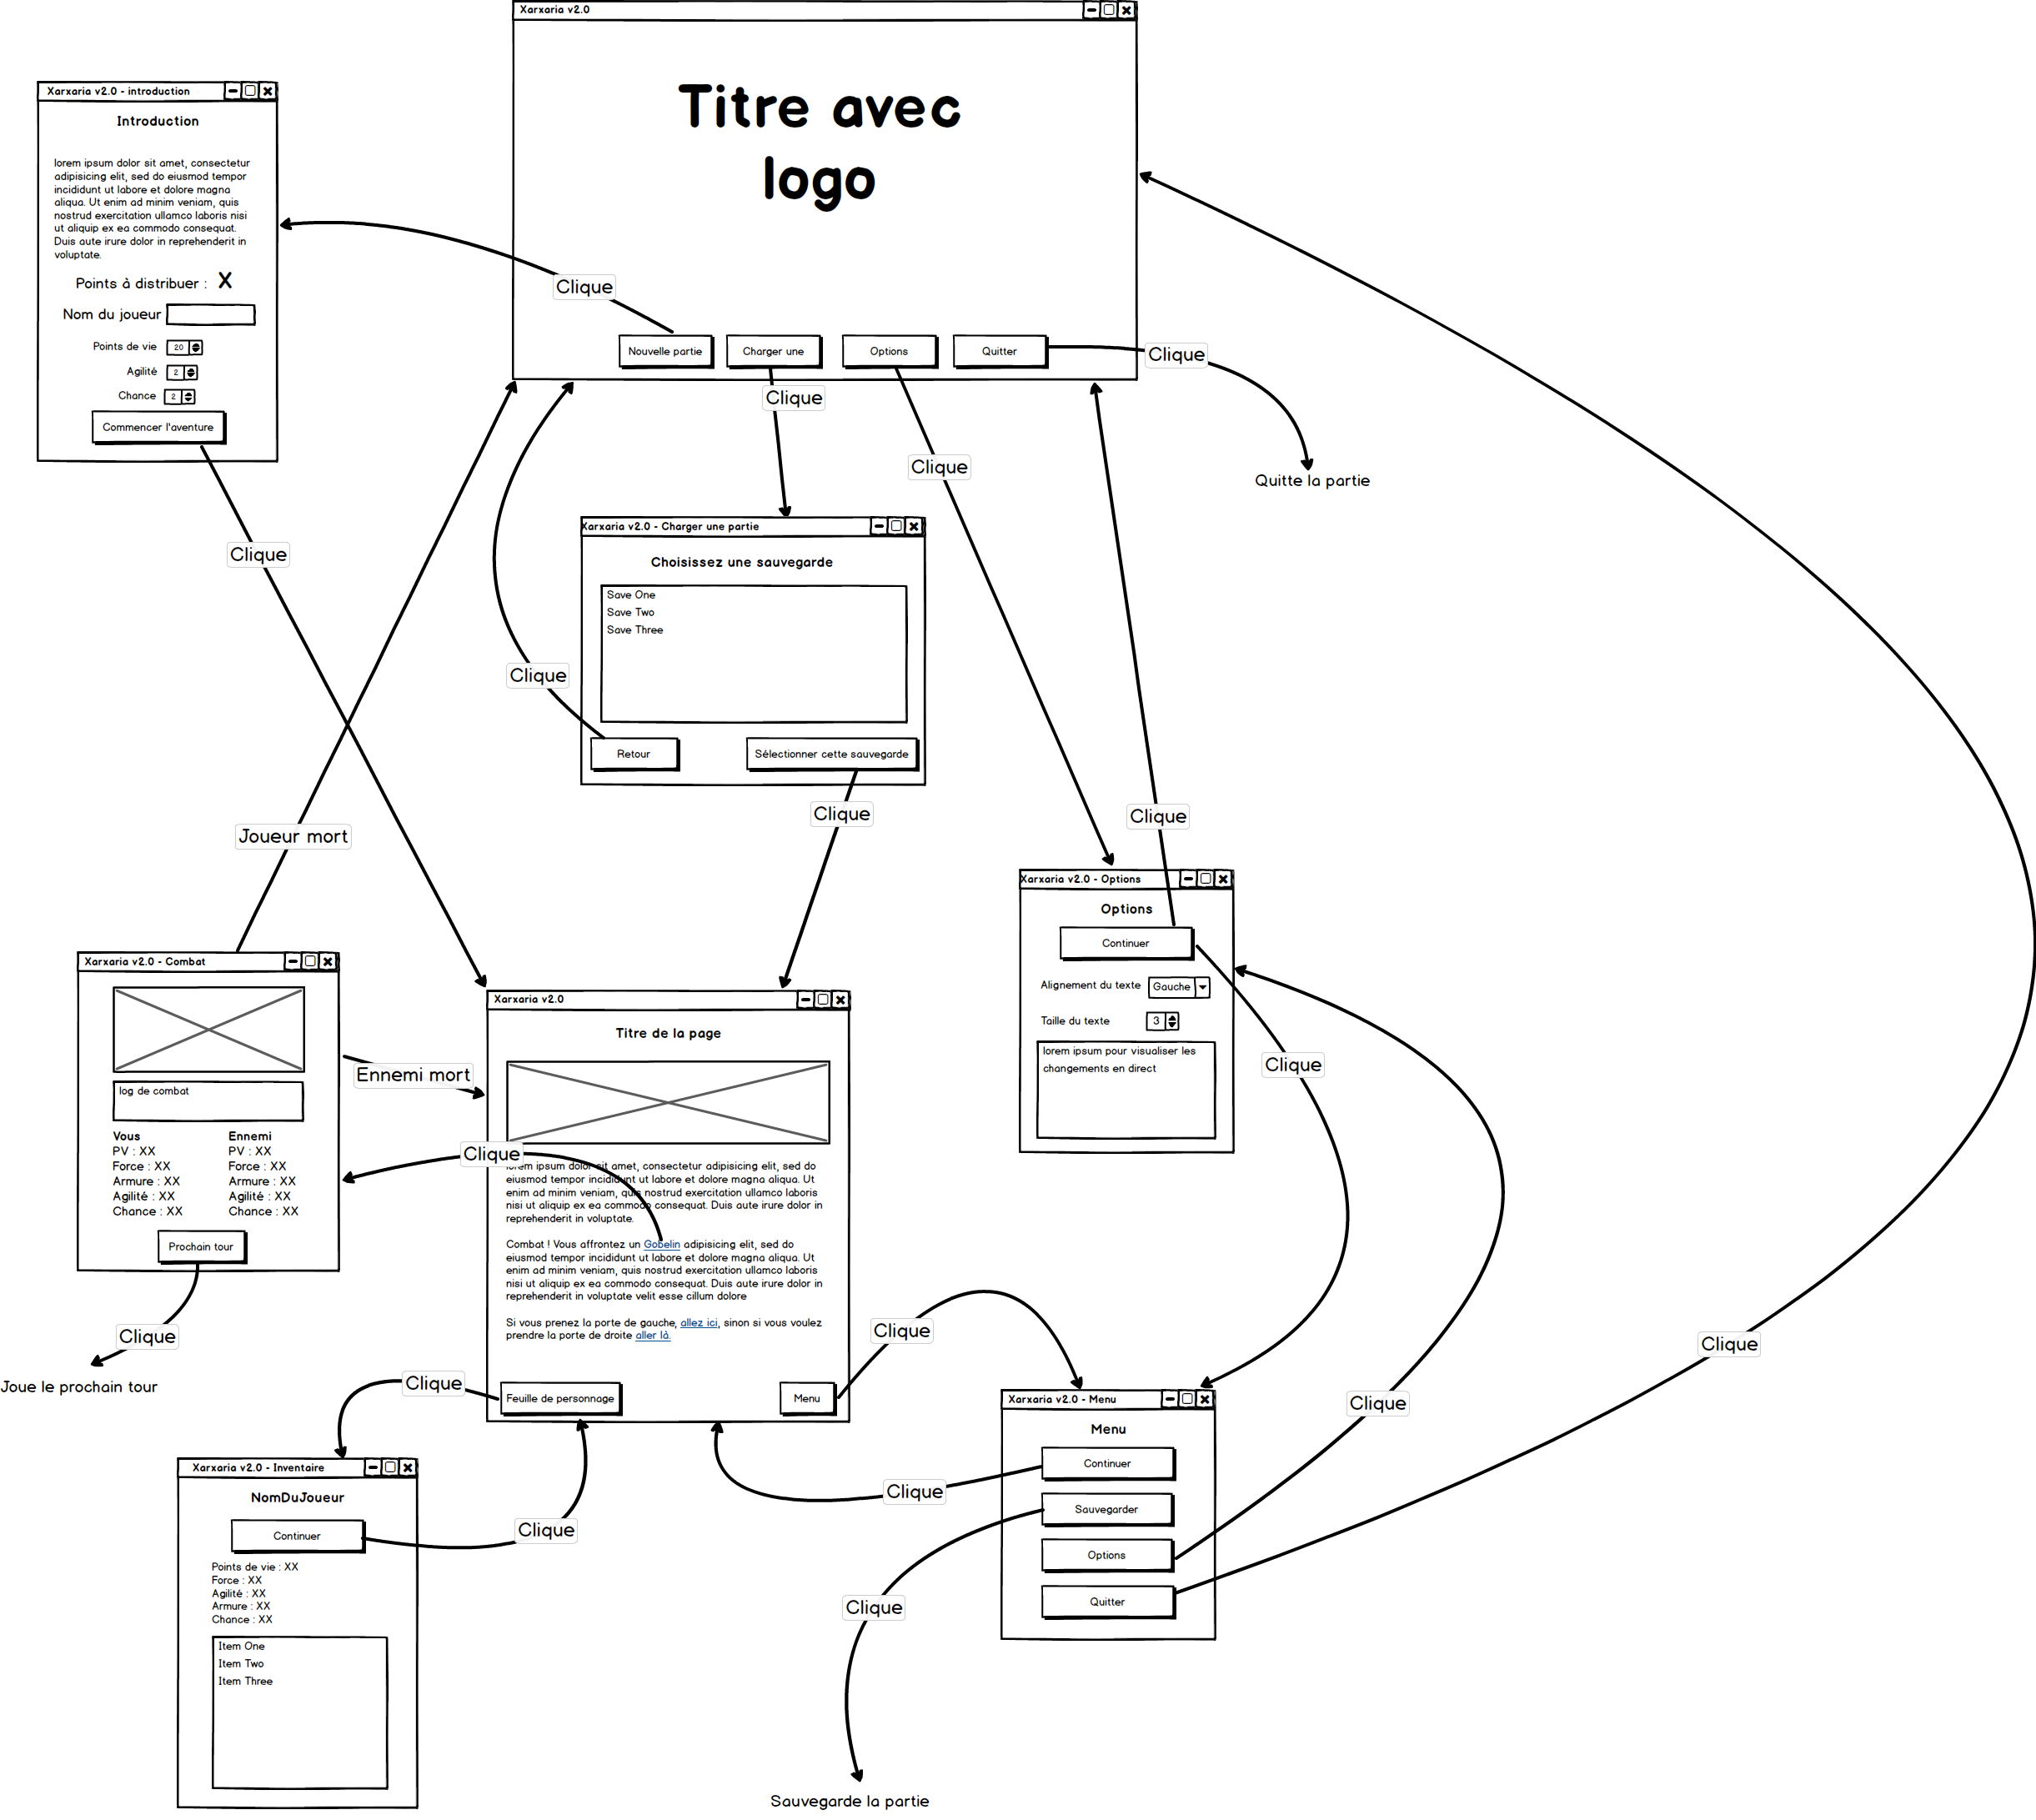 Xarxaria v2.0
Titre avec
logo
Clique
Nouvelle partie
Charger une
Options
Quitter
Clique
Clique
Clique
Quitte la partie
Xarxaria v2.0 - introduction
Introduction
lorem ipsum dolor sit amet, consectetur
adipisicing elit, sed do eiusmod tempor
incididunt ut labore et dolore magna
aliqua. Ut enim ad minim veniam, quis
nostrud exercitation ullamco laboris nisi
ut aliquip ex ea commodo consequat.
Duis aute irure dolor in reprehenderit in
voluptate.
Points à distribuer : X
Nom du joueur
Points de vie 20
Agilité 2
Chance 2
Commencer l'aventure
Clique
Xarxaria v2.0 - Charger une partie
Choisissez une sauvegarde
Save One
Save Two
Save Three
Retour
Sélectionner cette sauvegarde
Clique
Clique
Joueur mort
Clique
Xarxaria v2.0 - Options
Options
Continuer
Alignement du texte Gauche
Taille du texte 3
lorem ipsum pour visualiser les
changements en direct
Clique
Xarxaria v2.0 - Combat
log de combat
Vous
PV : XX
Force : XX
Armure : XX
Agilité : XX
Chance : XX
Ennemi
PV : XX
Force : XX
Armure : XX
Agilité : XX
Chance : XX
Prochain tour
Clique
Joue le prochain tour
Ennemi mort
Clique
Xarxaria v2.0
Titre de la page
lorem ipsum dolor sit amet, consectetur adipisicing elit, sed do
eiusmod tempor incididunt ut labore et dolore magna aliqua. Ut
enim ad minim veniam, quis nostrud exercitation ullamco laboris
nisi ut aliquip ex ea commodo consequat. Duis aute irure dolor in
reprehenderit in voluptate.
Combat ! Vous affrontez un Gobelin adipisicing elit, sed do
eiusmod tempor incididunt ut labore et dolore magna aliqua. Ut
enim ad minim veniam, quis nostrud exercitation ullamco laboris
nisi ut aliquip ex ea commodo consequat. Duis aute irure dolor in
reprehenderit in voluptate velit esse cillum dolore
Si vous prenez la porte de gauche, allez ici, sinon si vous voulez
prendre la porte de droite aller là.
Feuille de personnage
Menu
Clique
Clique
Xarxaria v2.0 - Inventaire
NomDuJoueur
Continuer
Points de vie : XX
Force : XX
Agilité : XX
Armure : XX
Chance : XX
Item One
Item Two
Item Three
Clique
Xarxaria v2.0 - Menu
Menu
Continuer
Sauvegarder
Options
Quitter
Clique
Clique
Clique
Clique
Sauvegarde la partie